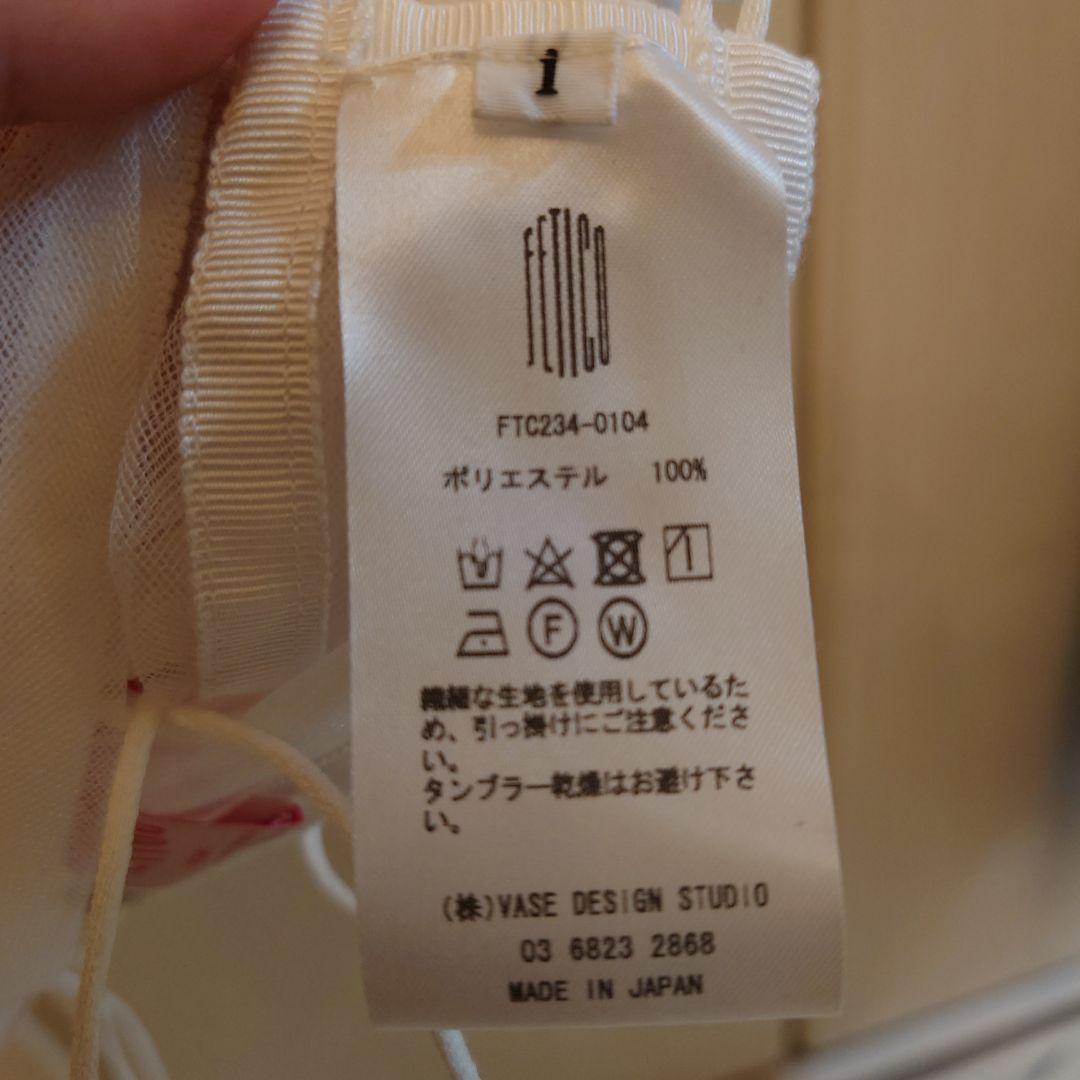 1
FETICO
FTC234-0104
ポリエステル 100%
F W
繊細な生地を使用しているた
め、引っ掛けにご注意くださ
い。
タンブラー乾燥はお避け下さ
い。
(株)VASE DESIGN STUDIO
03 6823 2868
MADE IN JAPAN